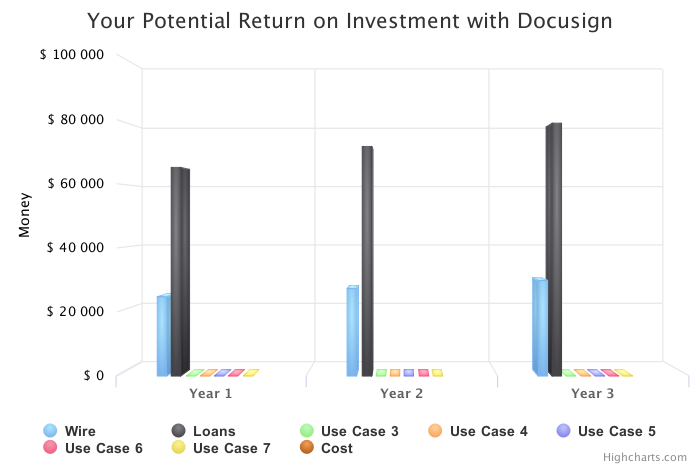 Your Potential Return on Investment with Docusign
$ 100 000
$ 80 000
$ 60 000
$ 40 000
$ 20 000
$ 0
Money
Year 1
Year 2
Year 3
Wire
Loans
Use Case 3
Use Case 4
Use Case 5
Use Case 6
Use Case 7
Cost
Highcharts.com